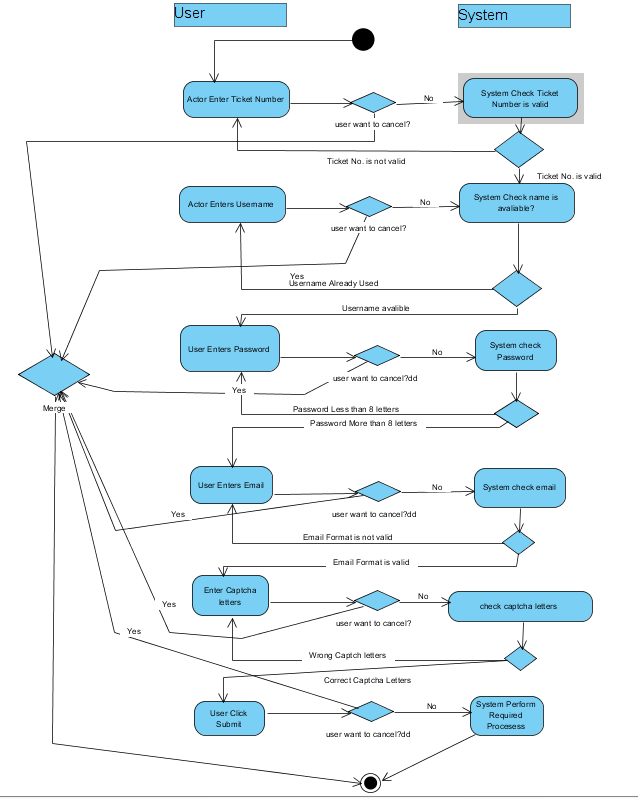 User
System
Actor Enter Ticket Number
No
System Check Ticket
Number is valid
user want to cancel?
Ticket No. is not valid
Ticket No. is valid
Actor Enters Username
No
System Check name is
avaliable?
user want to cancel?
Yes
Username Already Used
Username avalible
User Enters Password
No
System check
Password
user want to cancel?dd
Yes
Merge
Password Less than 8 letters
Password More than 8 letters
User Enters Email
No
System check email
user want to cancel?dd
Yes
Email Format is not valid
Email Format is valid
Enter Captcha
letters
No
check captcha letters
Yes
user want to cancel?
Yes
Wrong Captch letters
Correct Captcha Letters
User Click
Submit
No
System Perform
Required
Procesess
user want to cancel?dd